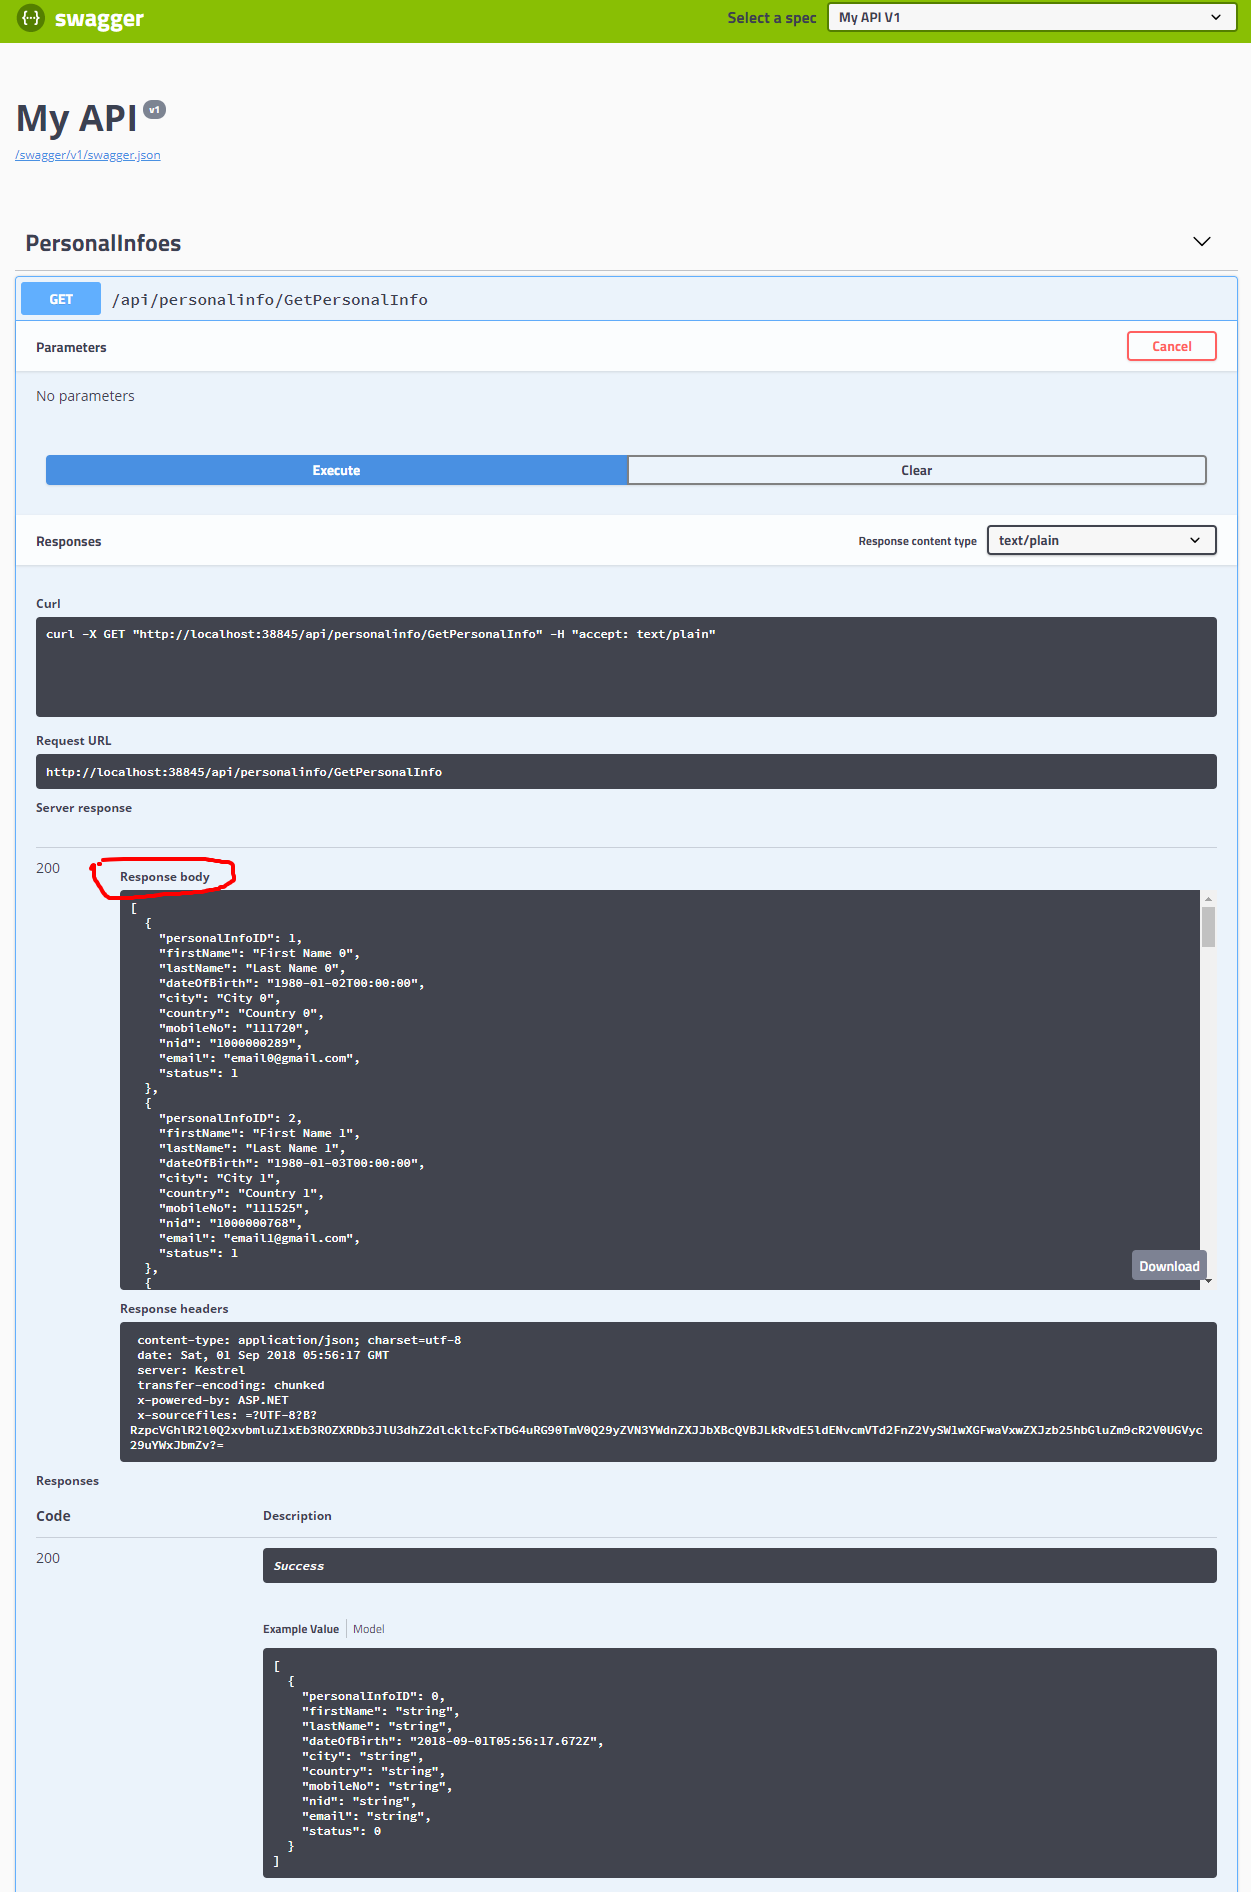 {···} swagger
Select a spec
My API V1
My API v1
/swagger/v1/swagger.json
PersonalInfoes
GET /api/personalinfo/GetPersonalInfo
Parameters
Cancel
No parameters
Execute
Clear
Responses
Response content type
text/plain
Curl
curl -X GET "http://localhost:38845/api/personalinfo/GetPersonalInfo" -H "accept: text/plain"
Request URL
http://localhost:38845/api/personalinfo/GetPersonalInfo
Server response
200
Response body
[
{
"personalInfoID": 1,
"firstName": "First Name 0",
"lastName": "Last Name 0",
"dateOfBirth": "1980-01-02T00:00:00",
"city": "City 0",
"country": "Country 0",
"mobileNo": "111720",
"nid": "1000000289",
"email": "email0@gmail.com",
"status": 1
},
{
"personalInfoID": 2,
"firstName": "First Name 1",
"lastName": "Last Name 1",
"dateOfBirth": "1980-01-03T00:00:00",
"city": "City 1",
"country": "Country 1",
"mobileNo": "111525",
"nid": "1000000768",
"email": "email1@gmail.com",
"status": 1
},
{
Download
Response headers
content-type: application/json; charset=utf-8
date: Sat, 01 Sep 2018 05:56:17 GMT
server: Kestrel
transfer-encoding: chunked
x-powered-by: ASP.NET
x-sourcefiles: =?UTF-8?B?
Responses
Code
Description
200
Success
Example Value
Model
[
{
"personalInfoID": 0,
"firstName": "string",
"lastName": "string",
"dateOfBirth": "2018-09-01T05:56:17.672Z",
"city": "string",
"country": "string",
"mobileNo": "string",
"nid": "string",
"email": "string",
"status": 0
}
]